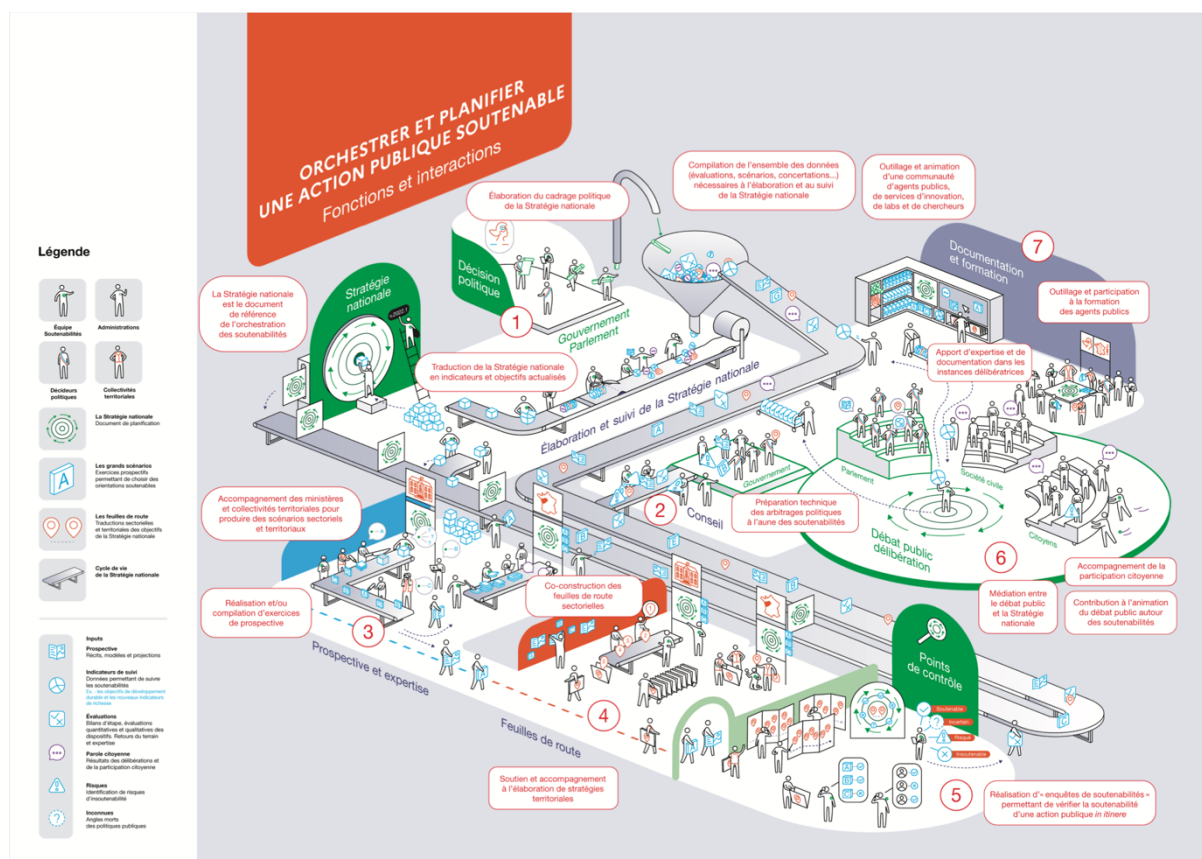 ORCHESTRER ET PLANIFIER
UNE ACTION PUBLIQUE SOUTENABLE
Fonctions et interactions
Légende
Équipe
Soutenabilités
Administrations
Décideurs
politiques
Collectivités
territoriales
La Stratégie nationale
Document de planification
A
Les grands scénarios
Exercices prospectifs
permettant de choisir des
orientations soutenables
Les feuilles de route
Traductions sectorielles
et territoriales des objectifs
de la Stratégie nationale
Cycle de vie
de la Stratégie nationale
Inputs
Prospective
Récits, modèles et projections
Indicateurs de suivi
Données permettant de suivre
les soutenabilités
Ex. : les objectifs de développement
durable et les nouveaux indicateurs
de richesse
Évaluations
Bilans d'étape, évaluations
quantitatives et qualitatives des
dispositifs. Retours du terrain
et expertise
Parole citoyenne
Résultats des délibérations et
de la participation citoyenne
Risques
Identification de risques
d'insoutenabilité
Inconnues
Angles morts
des politiques publiques
La Stratégie nationale
est le document
de référence
de l'orchestration
des soutenabilités
Stratégie
nationale
Élaboration du cadrage politique
de la Stratégie nationale
Décision
politique
1
Gouvernement
Parlement
Traduction de la Stratégie nationale
en indicateurs et objectifs actualisés
Compilation de l'ensemble des données
(évaluations, scénarios, concertations...)
nécessaires à l'élaboration et au suivi
de la Stratégie nationale
Élaboration et suivi de la Stratégie nationale
Outillage et animation
d'une communauté
d'agents publics,
de services d'innovation,
de labs et de chercheurs
7
Documentation
et formation
Outillage et participation
à la formation
des agents publics
Apport d'expertise et de
documentation dans les
instances délibératrices
Gouvernement
2
Conseil
Préparation technique
des arbitrages politiques
à l'aune des soutenabilités
Parlement
Société civile
Citoyens
Débat public
délibération
6
Médiation entre
le débat public
et la Stratégie
nationale
Accompagnement de la
participation citoyenne
Contribution à l'animation
du débat public autour
des soutenabilités
Accompagnement des ministères
et collectivités territoriales pour
produire des scénarios sectoriels
et territoriaux
Réalisation et/ou
compilation d'exercices
de prospective
3
Prospective et expertise
Co-construction des
feuilles de route
sectorielles
4
Feuilles de route
Soutien et accompagnement
à l'élaboration de stratégies
territoriales
Points
de contrôle
Soutenable
Incertain
Risqué
Insoutenable
5
Réalisation d'« enquêtes de soutenabilités »
permettant de vérifier la soutenabilité
d'une action publique in itinere